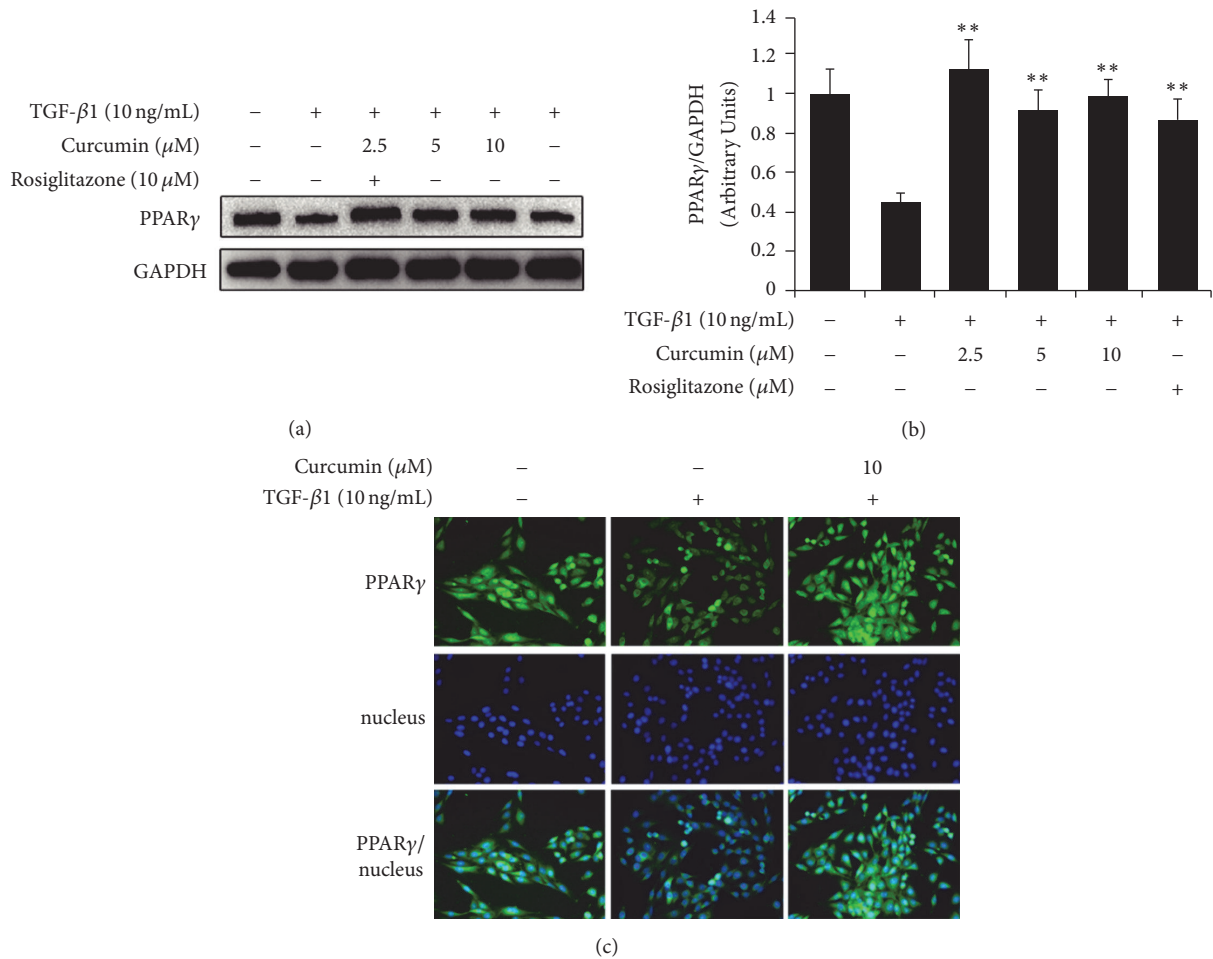 TGF-β1 (10 ng/mL) – + + + + +
Curcumin (μM) – – 2.5 5 10 –
Rosiglitazone (10 μM) – – + – – –
PPARγ
GAPDH
(a)
1.4
1.2
1
0.8
0.6
0.4
0.2
0
PPARγ/GAPDH
(Arbitrary Units)
** ** ** **
TGF-β1 (10 ng/mL) – + + + + +
Curcumin (μM) – – 2.5 5 10 –
Rosiglitazone (μM) – – – – – +
(b)
Curcumin (μM) – – 10
TGF-β1 (10 ng/mL) – + +
PPARγ
nucleus
PPARγ/
nucleus
(c)